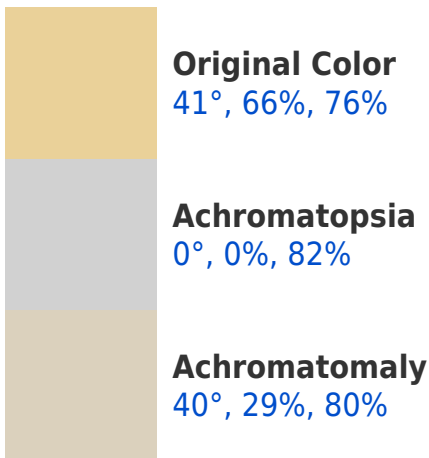 Original Color
41°, 66%, 76%
Achromatopsia
0°, 0%, 82%
Achromatomaly
40°, 29%, 80%